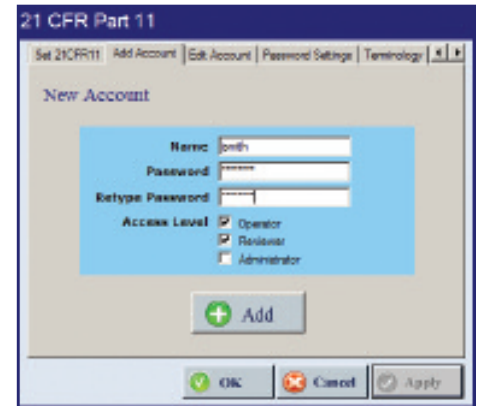 21 CFR Part 11
Set 21CFR11 Add Account Edit Account Password Settings Terminology
New Account
Name smith
Password *******
Retype Password *******
Access Level Operator
Reviewer
Administrator
Add
OK Cancel Apply